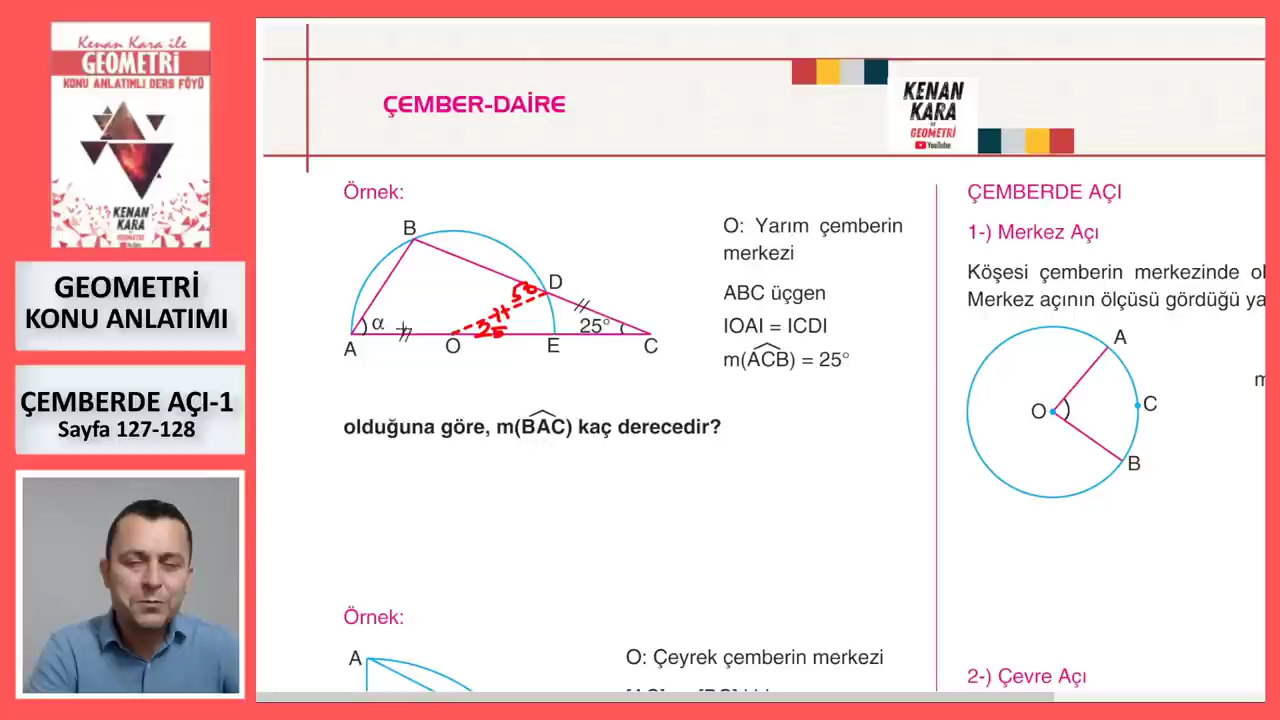 Kenan Kara ile
GEOMETRİ
KONU ANLATIMLI DERS FÖYÜ
KENAN
KARA
GEOMETRİ
KONU ANLATIMI
ÇEMBERDE AÇI-1
Sayfa 127-128
ÇEMBER-DAİRE
KENAN
KARA
GEOMETRİ
YouTube
Örnek:
B
D
50
25
α
25°
A
O
E
C
O: Yarım çemberin
merkezi
ABC üçgen
IOAI = ICDI
m(ACB) = 25°
olduğuna göre, m(BAC) kaç derecedir?
Örnek:
A
O: Çeyrek çemberin merkezi
ÇEMBERDE AÇI
1-) Merkez Açı
Köşesi çemberin merkezinde ol
Merkez açının ölçüsü gördüğü ya
A
O
C
B
m
2-) Çevre Açı